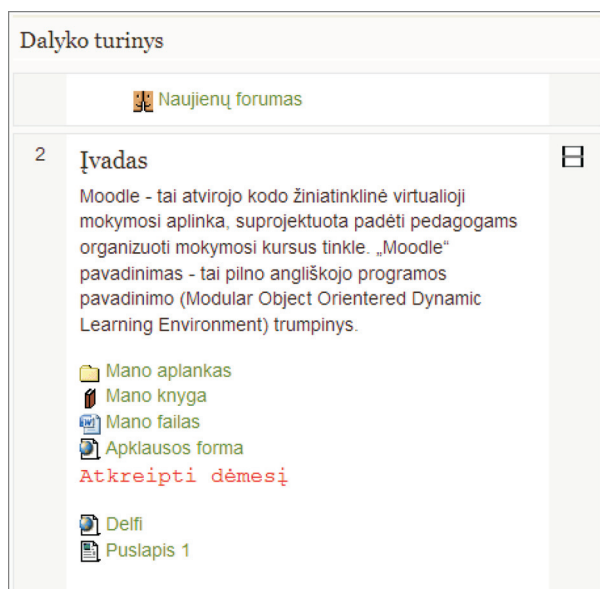 Dalyko turinys
Naujienų forumas
2
Įvadas
Moodle - tai atvirojo kodo žiniatinklinė virtualioji
mokymosi aplinka, suprojektuota padėti pedagogams
organizuoti mokymosi kursus tinkle. „Moodle“
pavadinimas - tai pilno angliškojo programos
pavadinimo (Modular Object Orientered Dynamic
Learning Environment) trumpinys.
Mano aplankas
Mano knyga
Mano failas
Apklausos forma
Atkreipti dėmesį
Delfi
Puslapis 1